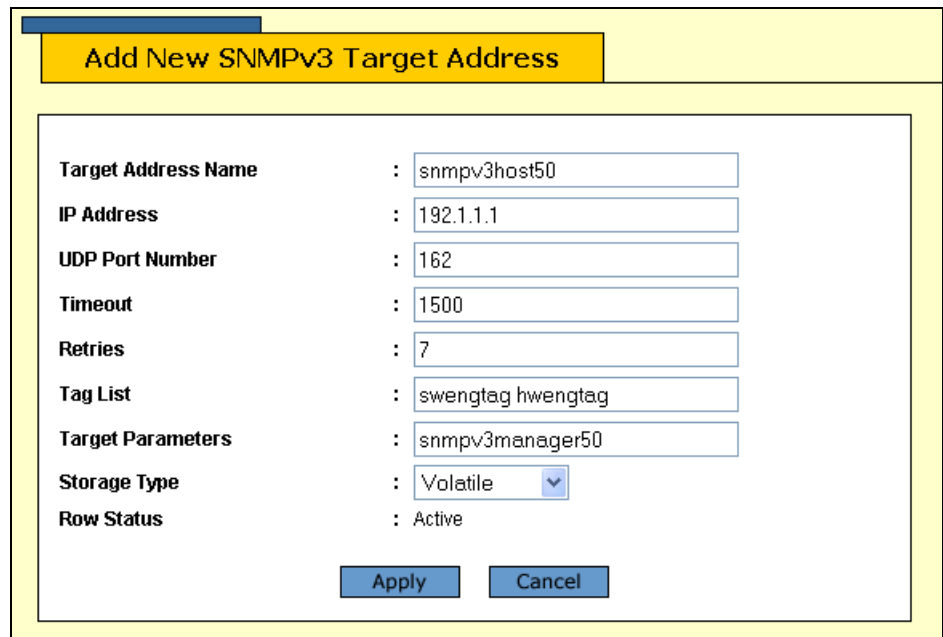 Add New SNMPv3 Target Address
Target Address Name : snmpv3host50
IP Address : 192.1.1.1
UDP Port Number : 162
Timeout : 1500
Retries : 7
Tag List : swengtag hwengtag
Target Parameters : snmpv3manager50
Storage Type : Volatile
Row Status : Active
Apply Cancel